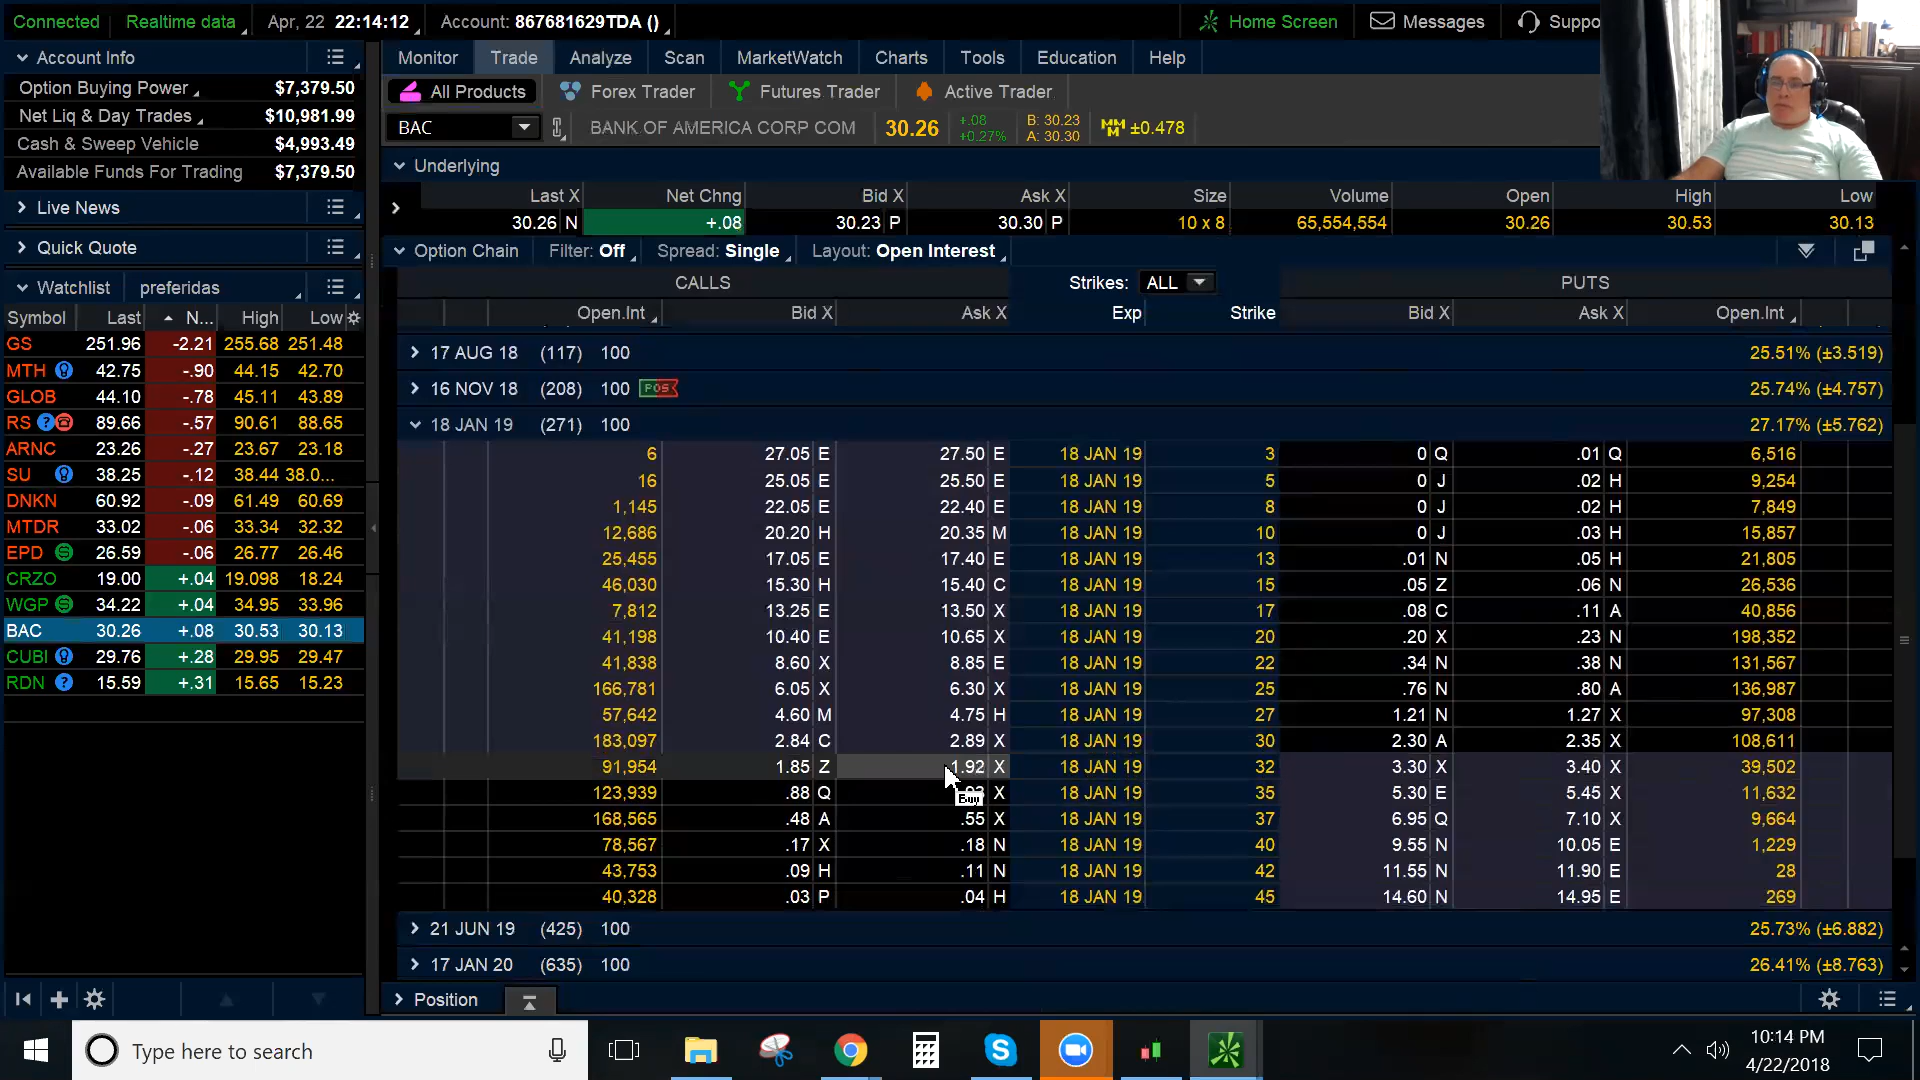 Connected Realtime data Apr, 22 22:14:12 Account: 867681629TDA () Home Screen Messages Suppo
Account Info
Option Buying Power $7,379.50
Net Liq & Day Trades $10,981.99
Cash & Sweep Vehicle $4,993.49
Available Funds For Trading $7,379.50
Live News
Quick Quote
Watchlist preferidas
Symbol Last N... High Low
GS 251.96 -2.21 255.68 251.48
MTH 42.75 -.90 44.15 42.70
GLOB 44.10 -.78 45.11 43.89
RS 89.66 -.57 90.61 88.65
ARNC 23.26 -.27 23.67 23.18
SU 38.25 -.12 38.44 38.0...
DNKN 60.92 -.09 61.49 60.69
MTDR 33.02 -.06 33.34 32.32
EPD 26.59 -.06 26.77 26.46
CRZO 19.00 +.04 19.098 18.24
WGP 34.22 +.04 34.95 33.96
BAC 30.26 +.08 30.53 30.13
CUBI 29.76 +.28 29.95 29.47
RDN 15.59 +.31 15.65 15.23
Monitor Trade Analyze Scan MarketWatch Charts Tools Education Help
All Products Forex Trader Futures Trader Active Trader
BAC BANK OF AMERICA CORP COM 30.26 +.08 +0.27% B: 30.23 A: 30.30 MMM ±0.478
Underlying
Last X Net Chng Bid X Ask X Size Volume Open High Low
30.26 N +.08 30.23 P 30.30 P 10 x 8 65,554,554 30.26 30.53 30.13
Option Chain Filter: Off Spread: Single Layout: Open Interest
CALLS Strikes: ALL PUTS
Open.Int Bid X Ask X Exp Strike Bid X Ask X Open.Int
17 AUG 18 (117) 100 25.51% (±3.519)
16 NOV 18 (208) 100 POS 25.74% (±4.757)
18 JAN 19 (271) 100 27.17% (±5.762)
6 27.05 E 27.50 E 18 JAN 19 3 0 Q .01 Q 6,516
16 25.05 E 25.50 E 18 JAN 19 5 0 J .02 H 9,254
1,145 22.05 E 22.40 E 18 JAN 19 8 0 J .02 H 7,849
12,686 20.20 H 20.35 M 18 JAN 19 10 0 J .03 H 15,857
25,455 17.05 E 17.40 E 18 JAN 19 13 .01 N .05 H 21,805
46,030 15.30 H 15.40 C 18 JAN 19 15 .05 Z .06 N 26,536
7,812 13.25 E 13.50 X 18 JAN 19 17 .08 C .11 A 40,856
41,198 10.40 E 10.65 X 18 JAN 19 20 .20 X .23 N 198,352
41,838 8.60 X 8.85 E 18 JAN 19 22 .34 N .38 N 131,567
166,781 6.05 X 6.30 X 18 JAN 19 25 .76 N .80 A 136,987
57,642 4.60 M 4.75 H 18 JAN 19 27 1.21 N 1.27 X 97,308
183,097 2.84 C 2.89 X 18 JAN 19 30 2.30 A 2.35 X 108,611
91,954 1.85 Z 1.92 X 18 JAN 19 32 3.30 X 3.40 X 39,502
123,939 .88 Q Buy X 18 JAN 19 35 5.30 E 5.45 X 11,632
168,565 .48 A .55 X 18 JAN 19 37 6.95 Q 7.10 X 9,664
78,567 .17 X .18 N 18 JAN 19 40 9.55 N 10.05 E 1,229
43,753 .09 H .11 N 18 JAN 19 42 11.55 N 11.90 E 28
40,328 .03 P .04 H 18 JAN 19 45 14.60 N 14.95 E 269
21 JUN 19 (425) 100 25.73% (±6.882)
17 JAN 20 (635) 100 26.41% (±8.763)
Position
Type here to search
10:14 PM
4/22/2018